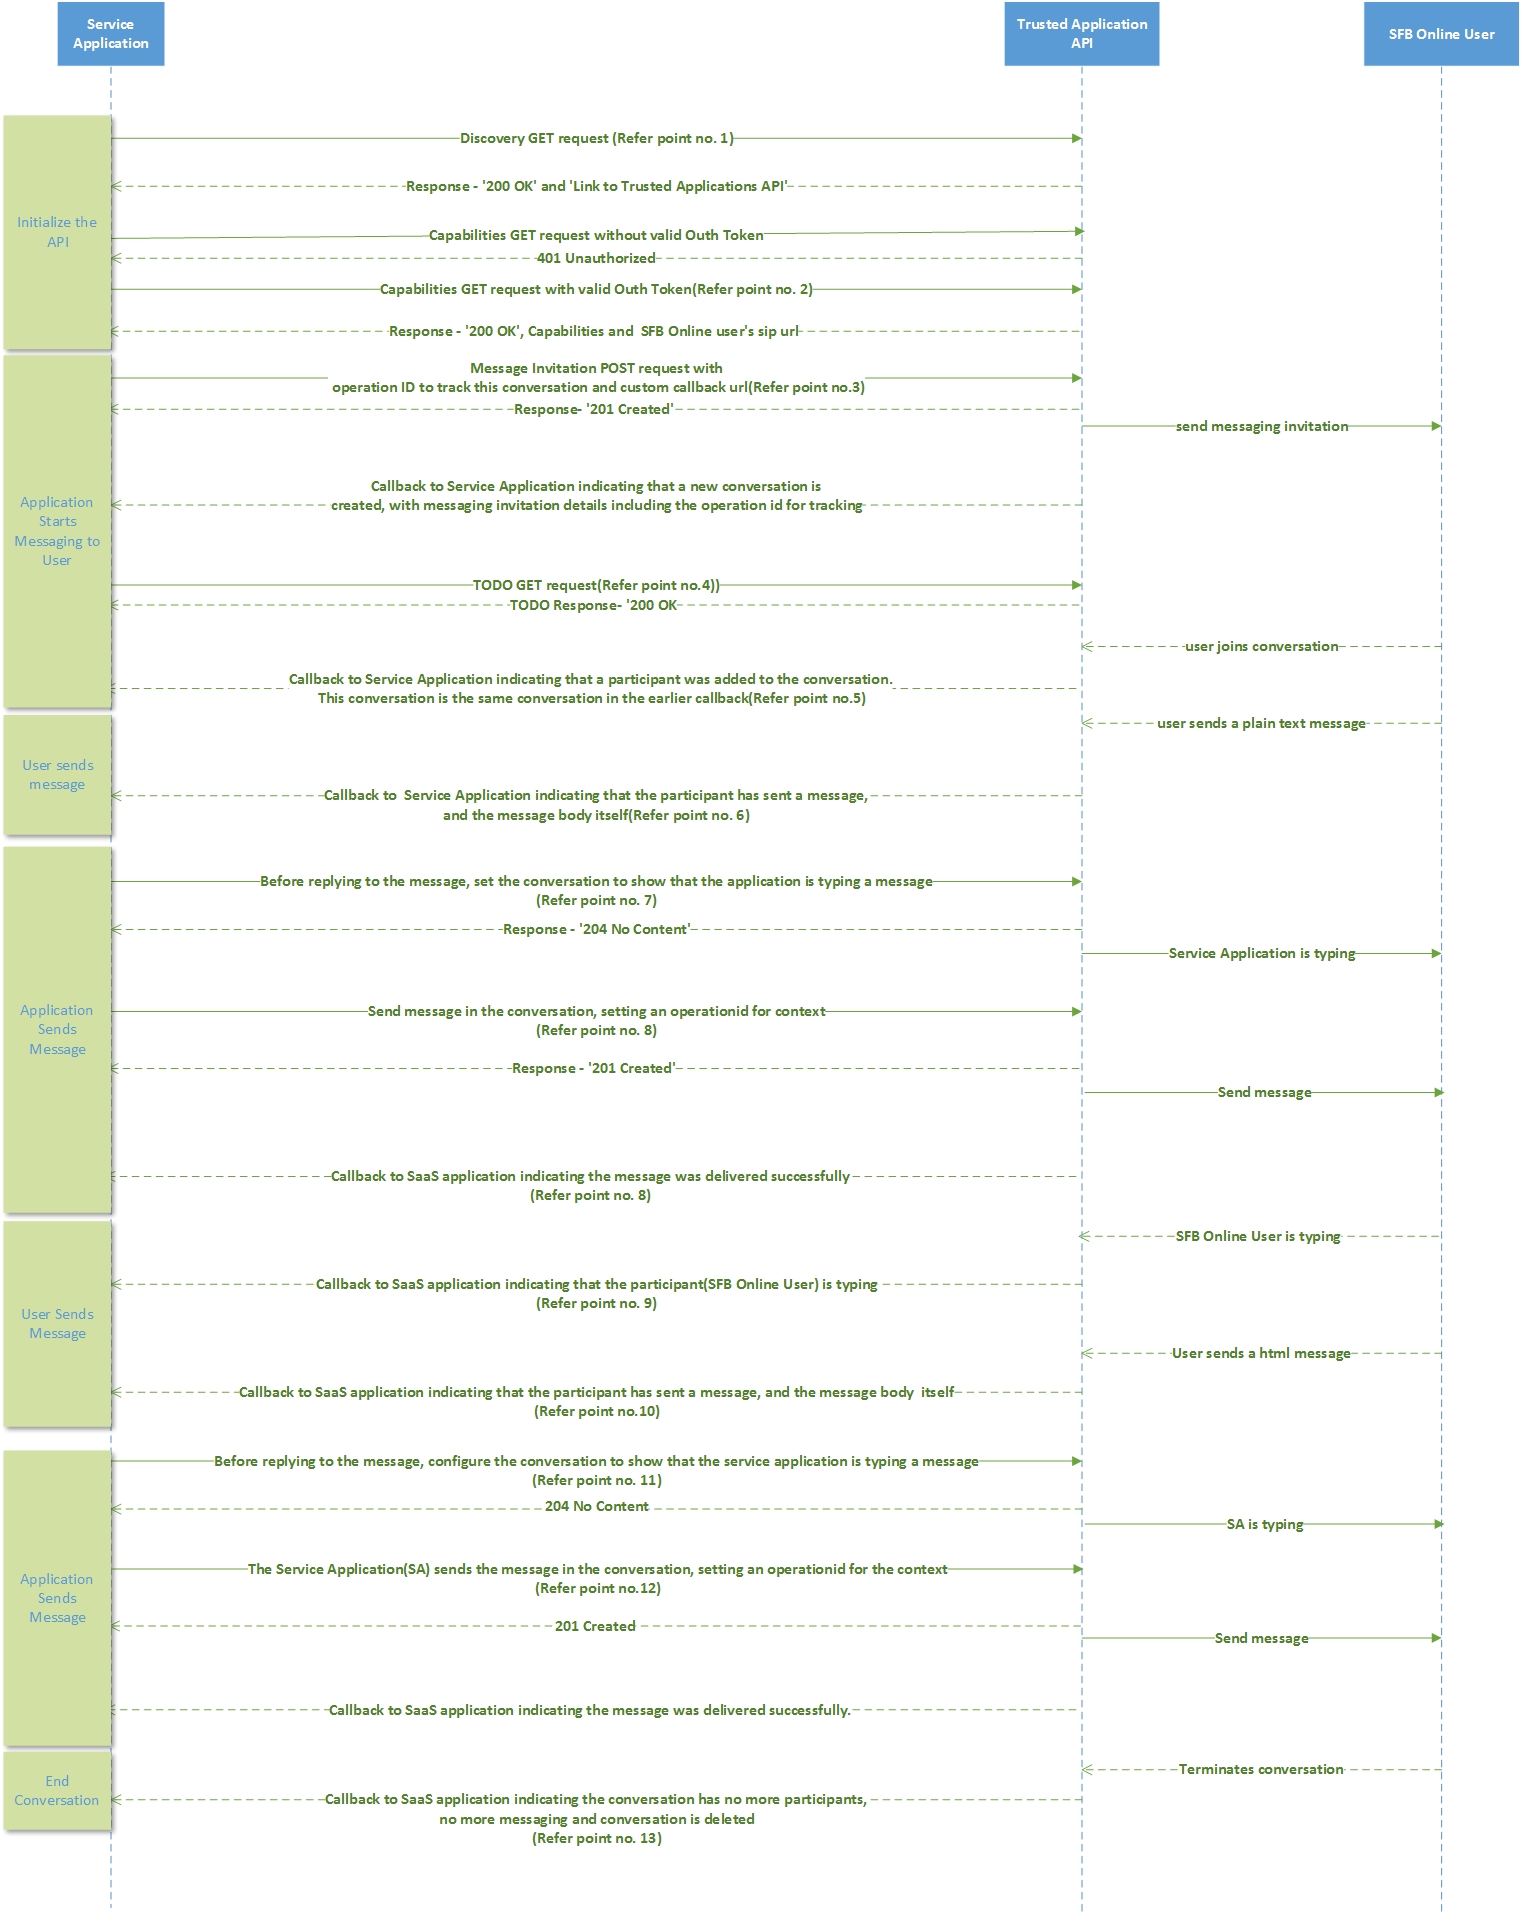 Service
Application
Trusted Application
API
SFB Online User
Initialize the
API
Discovery GET request (Refer point no. 1)
Response - '200 OK' and 'Link to Trusted Applications API'
Capabilities GET request without valid Outh Token
401 Unauthorized
Capabilities GET request with valid Outh Token(Refer point no. 2)
Response - '200 OK', Capabilities and  SFB Online user's sip url
Application
Starts
Messaging to
User
Message Invitation POST request with
operation ID to track this conversation and custom callback url(Refer point no.3)
Response- '201 Created'
send messaging invitation
Callback to Service Application indicating that a new conversation is
created, with messaging invitation details including the operation id for tracking
TODO GET request(Refer point no.4))
TODO Response- '200 OK
user joins conversation
Callback to Service Application indicating that a participant was added to the conversation.
This conversation is the same conversation in the earlier callback(Refer point no.5)
User sends
message
user sends a plain text message
Callback to  Service Application indicating that the participant has sent a message,
and the message body itself(Refer point no. 6)
Application
Sends
Message
Before replying to the message, set the conversation to show that the application is typing a message
(Refer point no. 7)
Response - '204 No Content'
Service Application is typing
Send message in the conversation, setting an operationid for context
(Refer point no. 8)
Response - '201 Created'
Send message
Callback to SaaS application indicating the message was delivered successfully
(Refer point no. 8)
User Sends
Message
SFB Online User is typing
Callback to SaaS application indicating that the participant(SFB Online User) is typing
(Refer point no. 9)
User sends a html message
Callback to SaaS application indicating that the participant has sent a message, and the message body  itself
(Refer point no.10)
Application
Sends
Message
Before replying to the message, configure the conversation to show that the service application is typing a message
(Refer point no. 11)
204 No Content
SA is typing
The Service Application(SA) sends the message in the conversation, setting an operationid for the context
(Refer point no.12)
201 Created
Send message
Callback to SaaS application indicating the message was delivered successfully.
End
Conversation
Terminates conversation
Callback to SaaS application indicating the conversation has no more participants,
no more messaging and conversation is deleted
(Refer point no. 13)